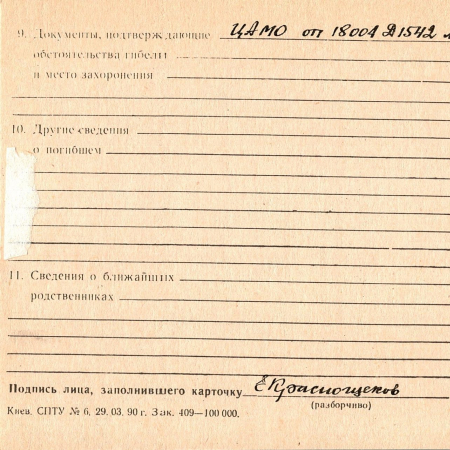 9. Документы, подтверждающие ЦАМО оп 18004 Д1542 л
обстоятельства гибели
и место захоронения
10. Другие сведения
о погибшем
11. Сведения о ближайших
родственниках
Подпись лица, заполнившего карточку Е Краснощеков
(разборчиво)
Киев. СПТУ № 6. 29. 03. 90 г. Зак. 409—100 000.